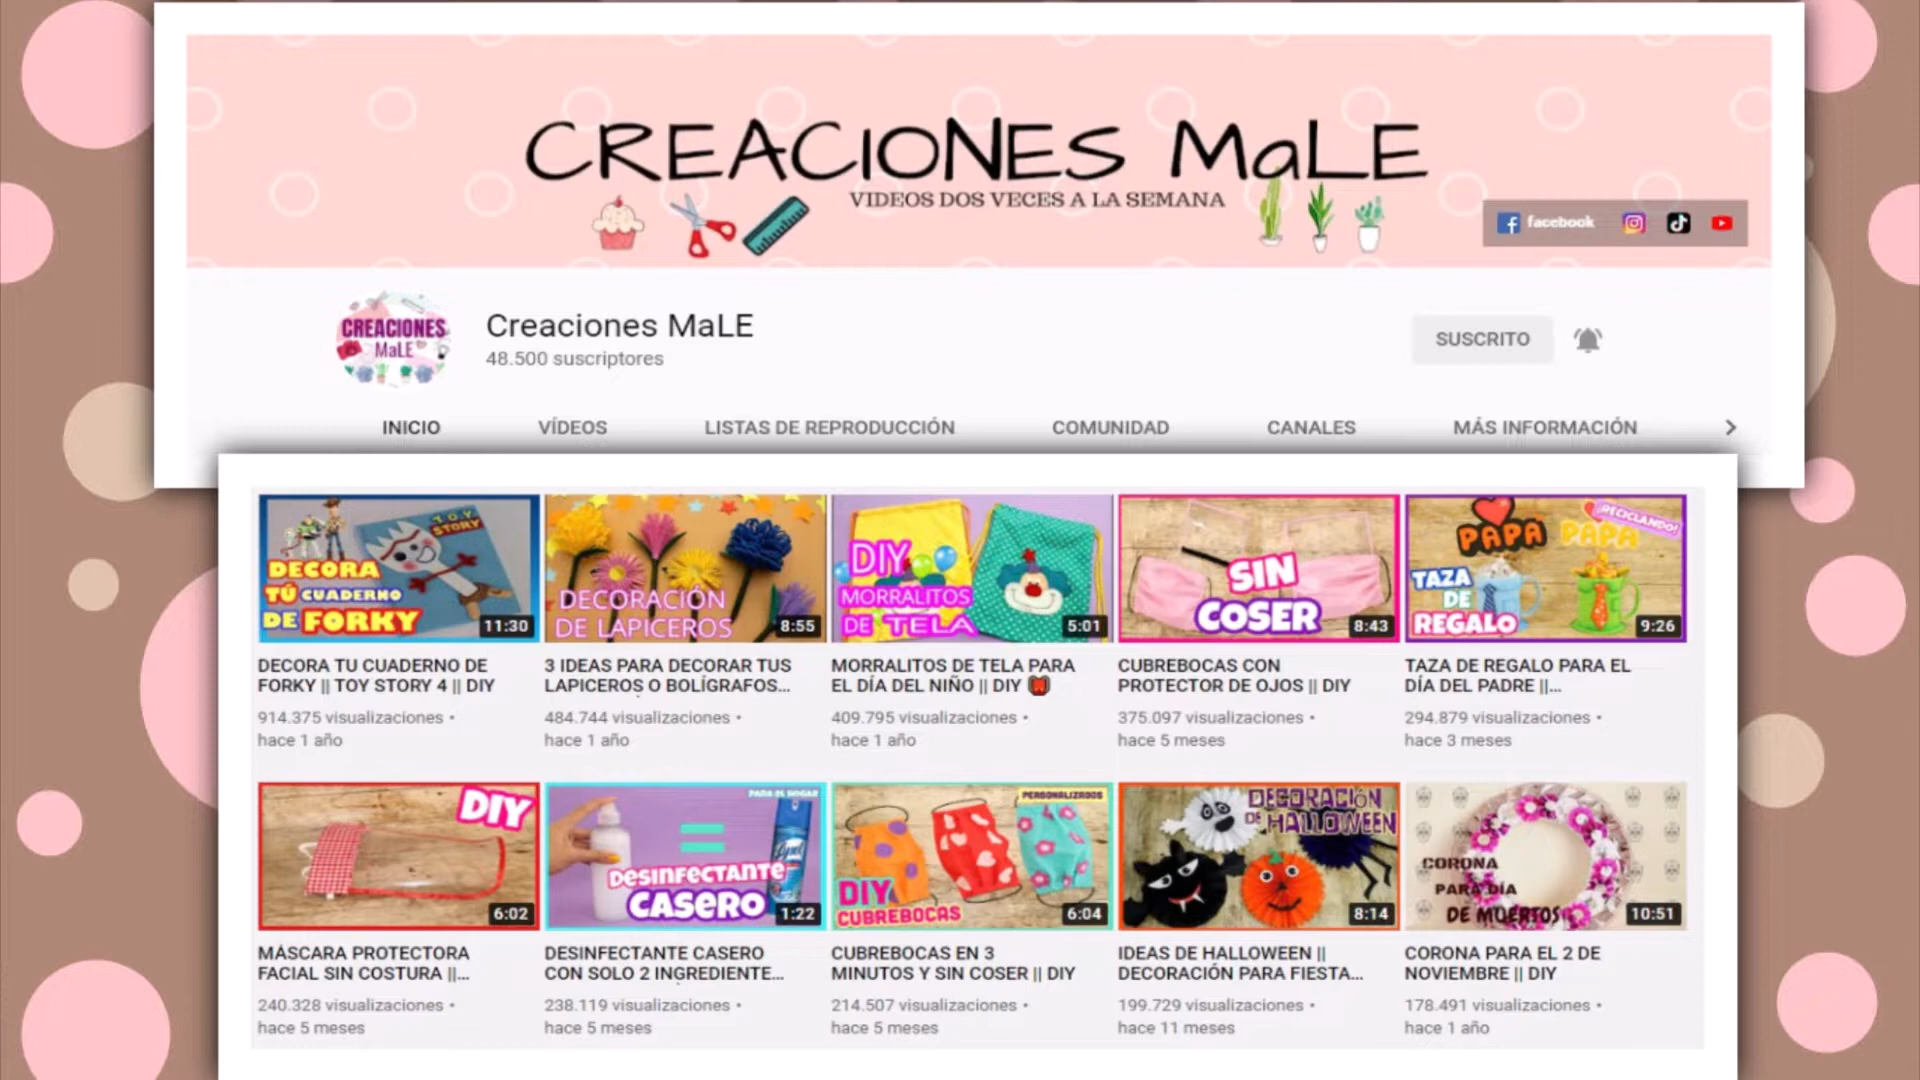 CREACIONES MaLE
VIDEOS DOS VECES A LA SEMANA
facebook
CREACIONES
MaLE
Creaciones MaLE
48.500 suscriptores
SUSCRITO
INICIO VÍDEOS LISTAS DE REPRODUCCIÓN COMUNIDAD CANALES MÁS INFORMACIÓN
TOY
STORY
DECORA
TÚ CUADERNO
DE FORKY
11:30
DECORACIÓN
DE LAPICEROS
8:55
DIY
MORRALITOS
DE TELA
5:01
SIN
COSER
8:43
PAPA PAPA
¡RECICLANDO!
TAZA
DE
REGALO
9:26
DECORA TU CUADERNO DE
FORKY || TOY STORY 4 || DIY
914.375 visualizaciones •
hace 1 año
3 IDEAS PARA DECORAR TUS
LAPICEROS O BOLÍGRAFOS...
484.744 visualizaciones •
hace 1 año
MORRALITOS DE TELA PARA
EL DÍA DEL NIÑO || DIY
409.795 visualizaciones •
hace 1 año
CUBREBOCAS CON
PROTECTOR DE OJOS || DIY
375.097 visualizaciones •
hace 5 meses
TAZA DE REGALO PARA EL
DÍA DEL PADRE ||...
294.879 visualizaciones •
hace 3 meses
DIY
6:02
PARA EL HOGAR
Lysol
DESINFECTANTE
CASERO
1:22
PERSONALIZADOS
DIY
CUBREBOCAS
6:04
DECORACIÓN
DE HALLOWEEN
8:14
CORONA
PARA DÍA
DE MUERTOS
10:51
MÁSCARA PROTECTORA
FACIAL SIN COSTURA ||...
240.328 visualizaciones •
hace 5 meses
DESINFECTANTE CASERO
CON SOLO 2 INGREDIENTE...
238.119 visualizaciones •
hace 5 meses
CUBREBOCAS EN 3
MINUTOS Y SIN COSER || DIY
214.507 visualizaciones •
hace 5 meses
IDEAS DE HALLOWEEN ||
DECORACIÓN PARA FIESTA...
199.729 visualizaciones •
hace 11 meses
CORONA PARA EL 2 DE
NOVIEMBRE || DIY
178.491 visualizaciones •
hace 1 año